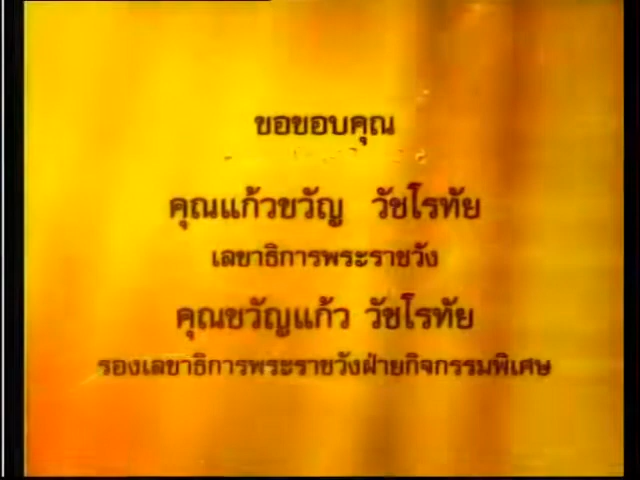 ขอขอบคุณ
คุณแก้วขวัญ วัชโรทัย
เลขาธิการพระราชวัง
คุณขวัญแก้ว วัชโรทัย
รองเลขาธิการพระราชวังฝ่ายกิจกรรมพิเศษ